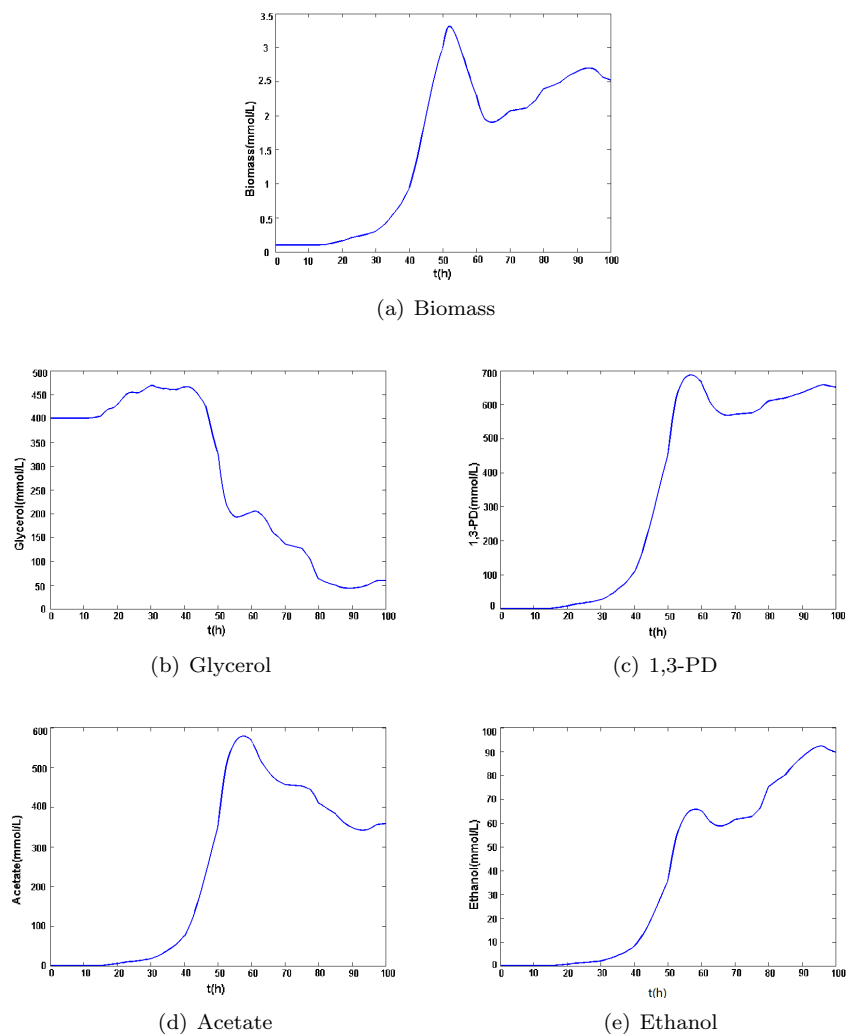 3.5
3
2.5
2
1.5
1
0.5
0
Biomass(mmol/L)
0 10 20 30 40 50 60 70 80 90 100
t(h)
(a) Biomass
500
450
400
350
300
250
200
150
100
50
0
Glycerol(mmol/L)
0 10 20 30 40 50 60 70 80 90 100
t(h)
(b) Glycerol
700
600
500
400
300
200
100
0
1,3-PD(mmol/L)
0 10 20 30 40 50 60 70 80 90 100
t(h)
(c) 1,3-PD
600
500
400
300
200
100
0
Acetate(mmol/L)
0 10 20 30 40 50 60 70 80 90 100
t(h)
(d) Acetate
100
90
80
70
60
50
40
30
20
10
0
Ethanol(mmol/L)
0 10 20 30 40 50 60 70 80 90 100
t(h)
(e) Ethanol